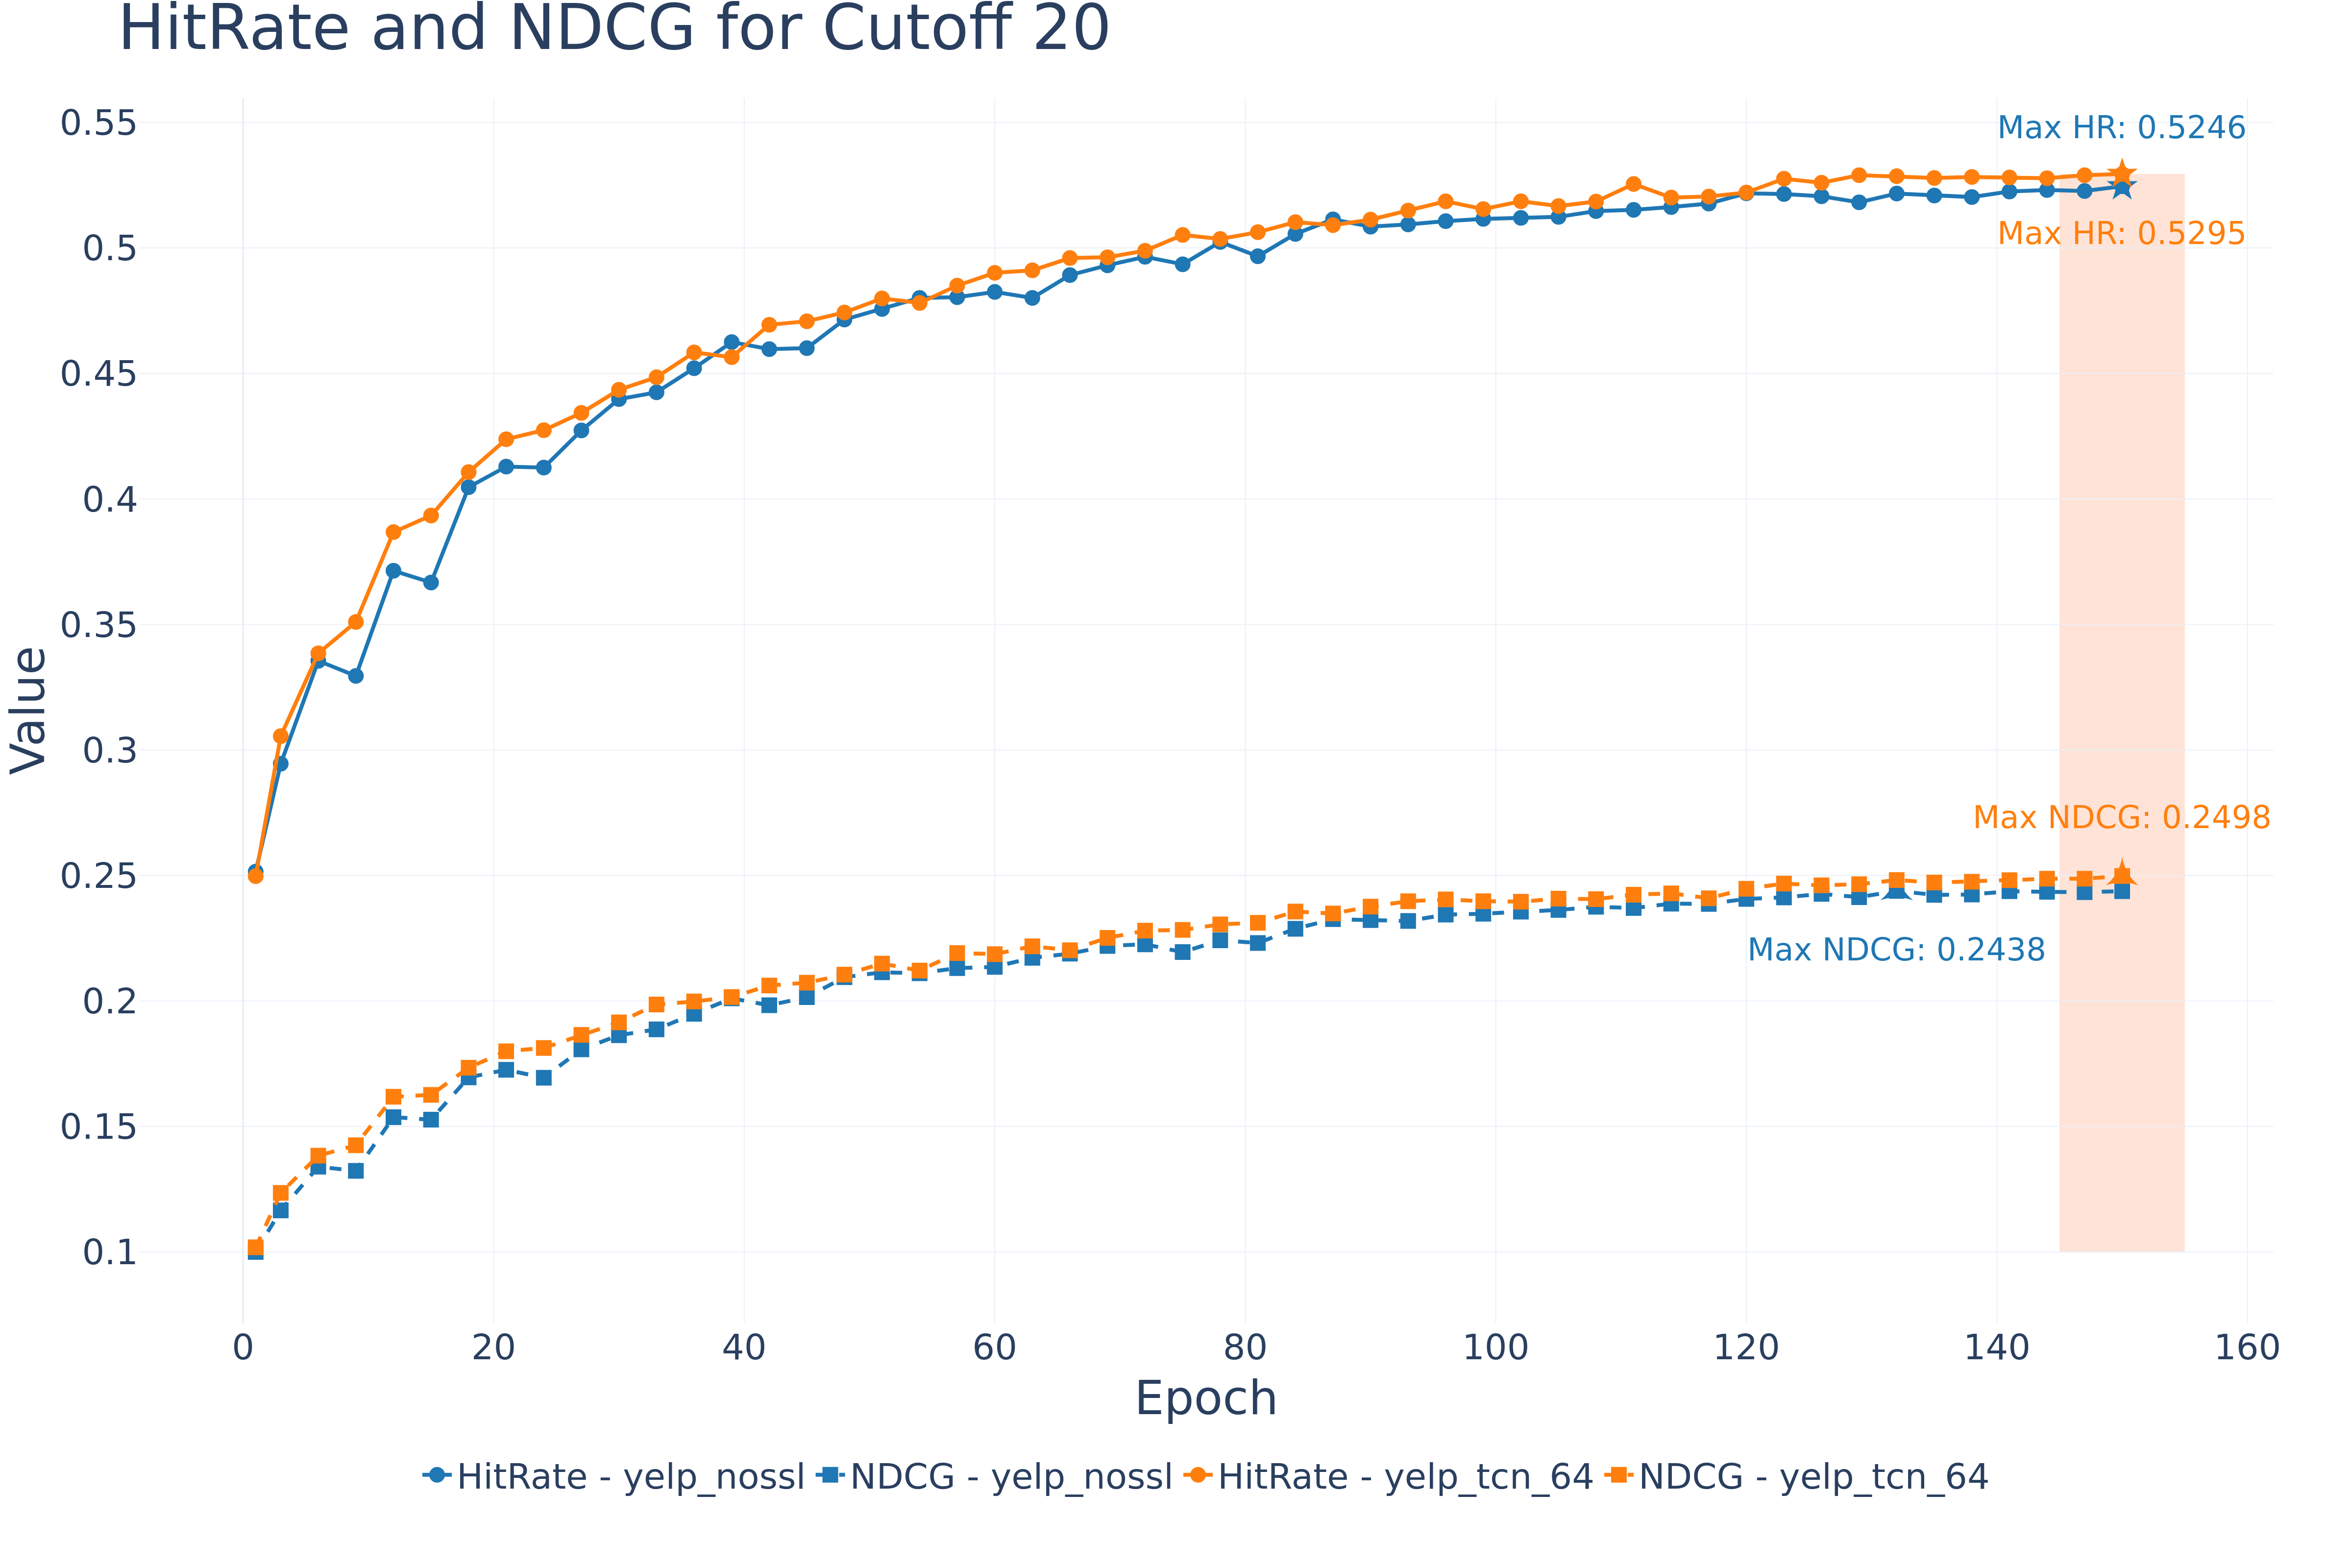 HitRate and NDCG for Cutoff 20
0.55
0.5
0.45
0.4
0.35
0.3
0.25
0.2
0.15
0.1
Value
Max HR: 0.5246
Max HR: 0.5295
Max NDCG: 0.2498
Max NDCG: 0.2438
0 20 40 60 80 100 120 140 160
Epoch
HitRate - yelp_nossl NDCG - yelp_nossl HitRate - yelp_tcn_64 NDCG - yelp_tcn_64